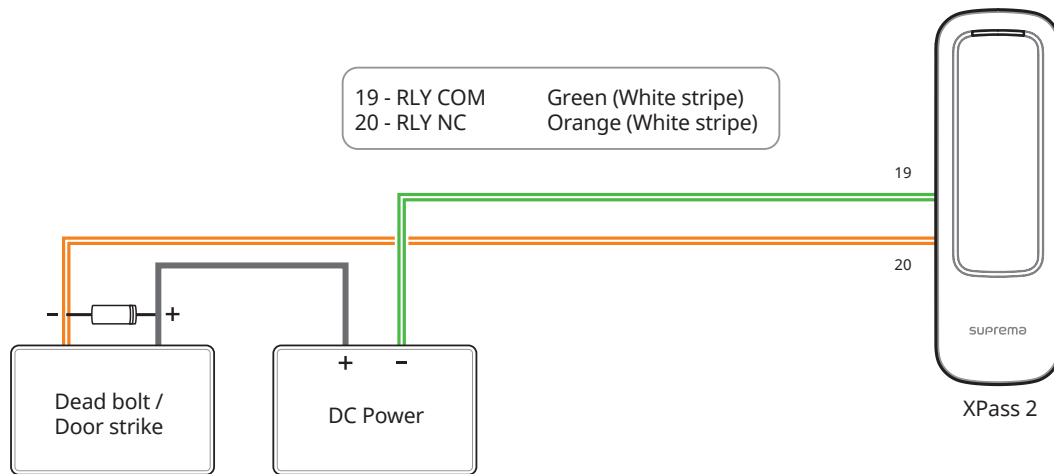 19 - RLY COM Green (White stripe)
20 - RLY NC Orange (White stripe)
19
20
- +
+ -
Dead bolt /
Door strike
DC Power
suprema
XPass 2